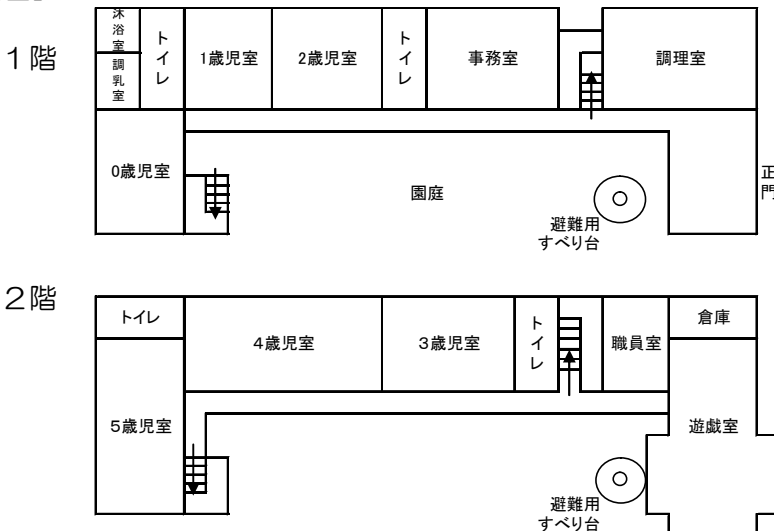 1階
沐浴室
調乳室
トイレ
1歳児室
2歳児室
トイレ
事務室
調理室
0歳児室
園庭
避難用
すべり台
正門
2階
トイレ
4歳児室
3歳児室
トイレ
職員室
倉庫
5歳児室
遊戯室
避難用
すべり台